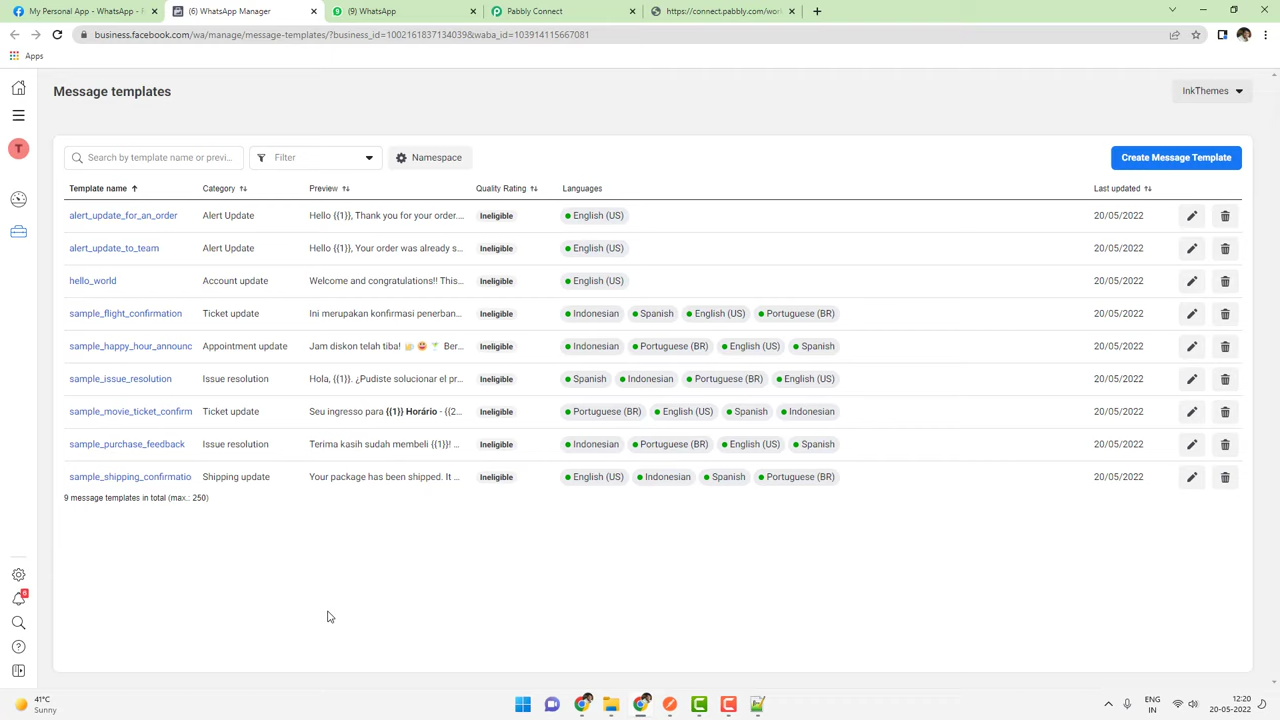 My Personal App - WhatsApp - F
(6) WhatsApp Manager
(9) WhatsApp
Pabbly Connect
https://connect.pabbly.com/work
business.facebook.com/wa/manage/message-templates/?business_id=1002161837134039&waba_id=103914115667081
Apps
Message templates
InkThemes
T
Search by template name or previ...
Filter
Namespace
Create Message Template
Template name Category Preview Quality Rating Languages Last updated
alert_update_for_an_order Alert Update Hello {{1}}, Thank you for your order.... Ineligible English (US) 20/05/2022
alert_update_to_team Alert Update Hello {{1}}, Your order was already s... Ineligible English (US) 20/05/2022
hello_world Account update Welcome and congratulations!! This... Ineligible English (US) 20/05/2022
sample_flight_confirmation Ticket update Ini merupakan konfirmasi penerban... Ineligible Indonesian Spanish English (US) Portuguese (BR) 20/05/2022
sample_happy_hour_announc Appointment update Jam diskon telah tiba! 🍻 😃 🍸 Ber... Ineligible Indonesian Portuguese (BR) English (US) Spanish 20/05/2022
sample_issue_resolution Issue resolution Hola, {{1}}. ¿Pudiste solucionar el pr... Ineligible Spanish Indonesian Portuguese (BR) English (US) 20/05/2022
sample_movie_ticket_confirm Ticket update Seu ingresso para {{1}} Horário - {{2... Ineligible Portuguese (BR) English (US) Spanish Indonesian 20/05/2022
sample_purchase_feedback Issue resolution Terima kasih sudah membeli {{1}}! ... Ineligible Indonesian Portuguese (BR) English (US) Spanish 20/05/2022
sample_shipping_confirmatio Shipping update Your package has been shipped. It ... Ineligible English (US) Indonesian Spanish Portuguese (BR) 20/05/2022
9 message templates in total (max.: 250)
41°C
Sunny
ENG
IN
12:20
20-05-2022